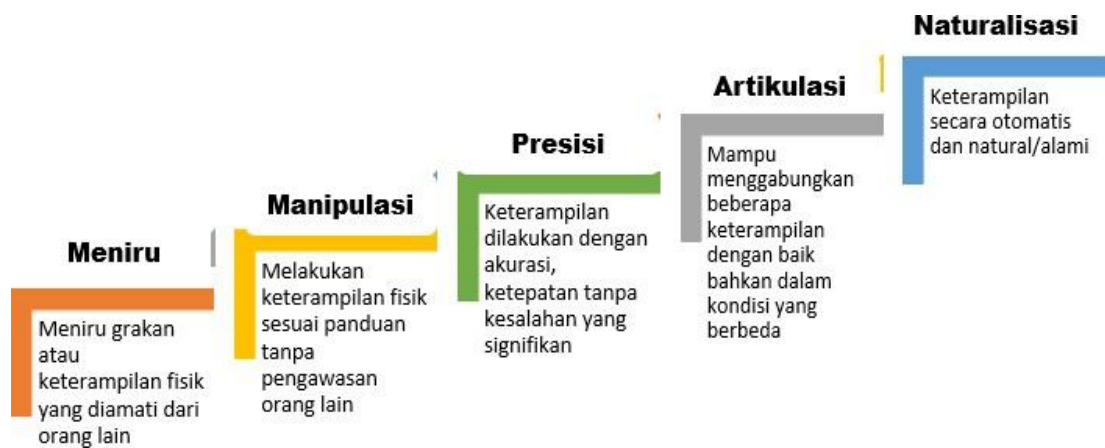 Meniru
Meniru grakan
atau
keterampilan fisik
yang diamati dari
orang lain
Manipulasi
Melakukan
keterampilan fisik
sesuai panduan
tanpa
pengawasan
orang lain
Presisi
Keterampilan
dilakukan dengan
akurasi,
ketepatan tanpa
kesalahan yang
signifikan
Artikulasi
Mampu
menggabungkan
beberapa
keterampilan
dengan baik
bahkan dalam
kondisi yang
berbeda
Naturalisasi
Keterampilan
secara otomatis
dan natural/alami